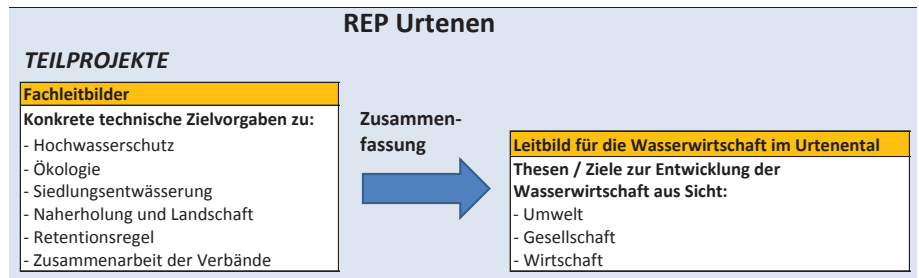 REP Urtenen
TEILPROJEKTE
Fachleitbilder
Konkrete technische Zielvorgaben zu:
- Hochwasserschutz
- Ökologie
- Siedlungsentwässerung
- Naherholung und Landschaft
- Retentionsregel
- Zusammenarbeit der Verbände
Zusammen-
fassung
Leitbild für die Wasserwirtschaft im Urtenental
Thesen / Ziele zur Entwicklung der
Wasserwirtschaft aus Sicht:
- Umwelt
- Gesellschaft
- Wirtschaft